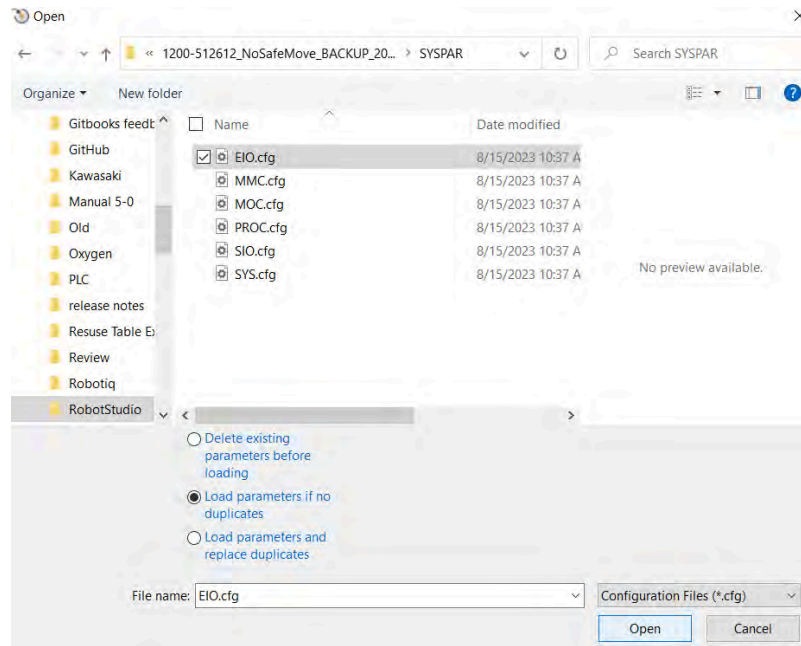 Open
« 1200-512612_NoSafeMove_BACKUP_20... > SYSPAR
Search SYSPAR
Organize New folder
Gitbooks feedb
GitHub
Kawasaki
Manual 5-0
Old
Oxygen
PLC
release notes
Resuse Table Ex
Review
Robotiq
RobotStudio
Name Date modified
EIO.cfg 8/15/2023 10:37 A
MMC.cfg 8/15/2023 10:37 A
MOC.cfg 8/15/2023 10:37 A
PROC.cfg 8/15/2023 10:37 A
SIO.cfg 8/15/2023 10:37 A
SYS.cfg 8/15/2023 10:37 A
No preview available.
Delete existing
parameters before
loading
Load parameters if no
duplicates
Load parameters and
replace duplicates
File name: EIO.cfg
Configuration Files (*.cfg)
Open Cancel